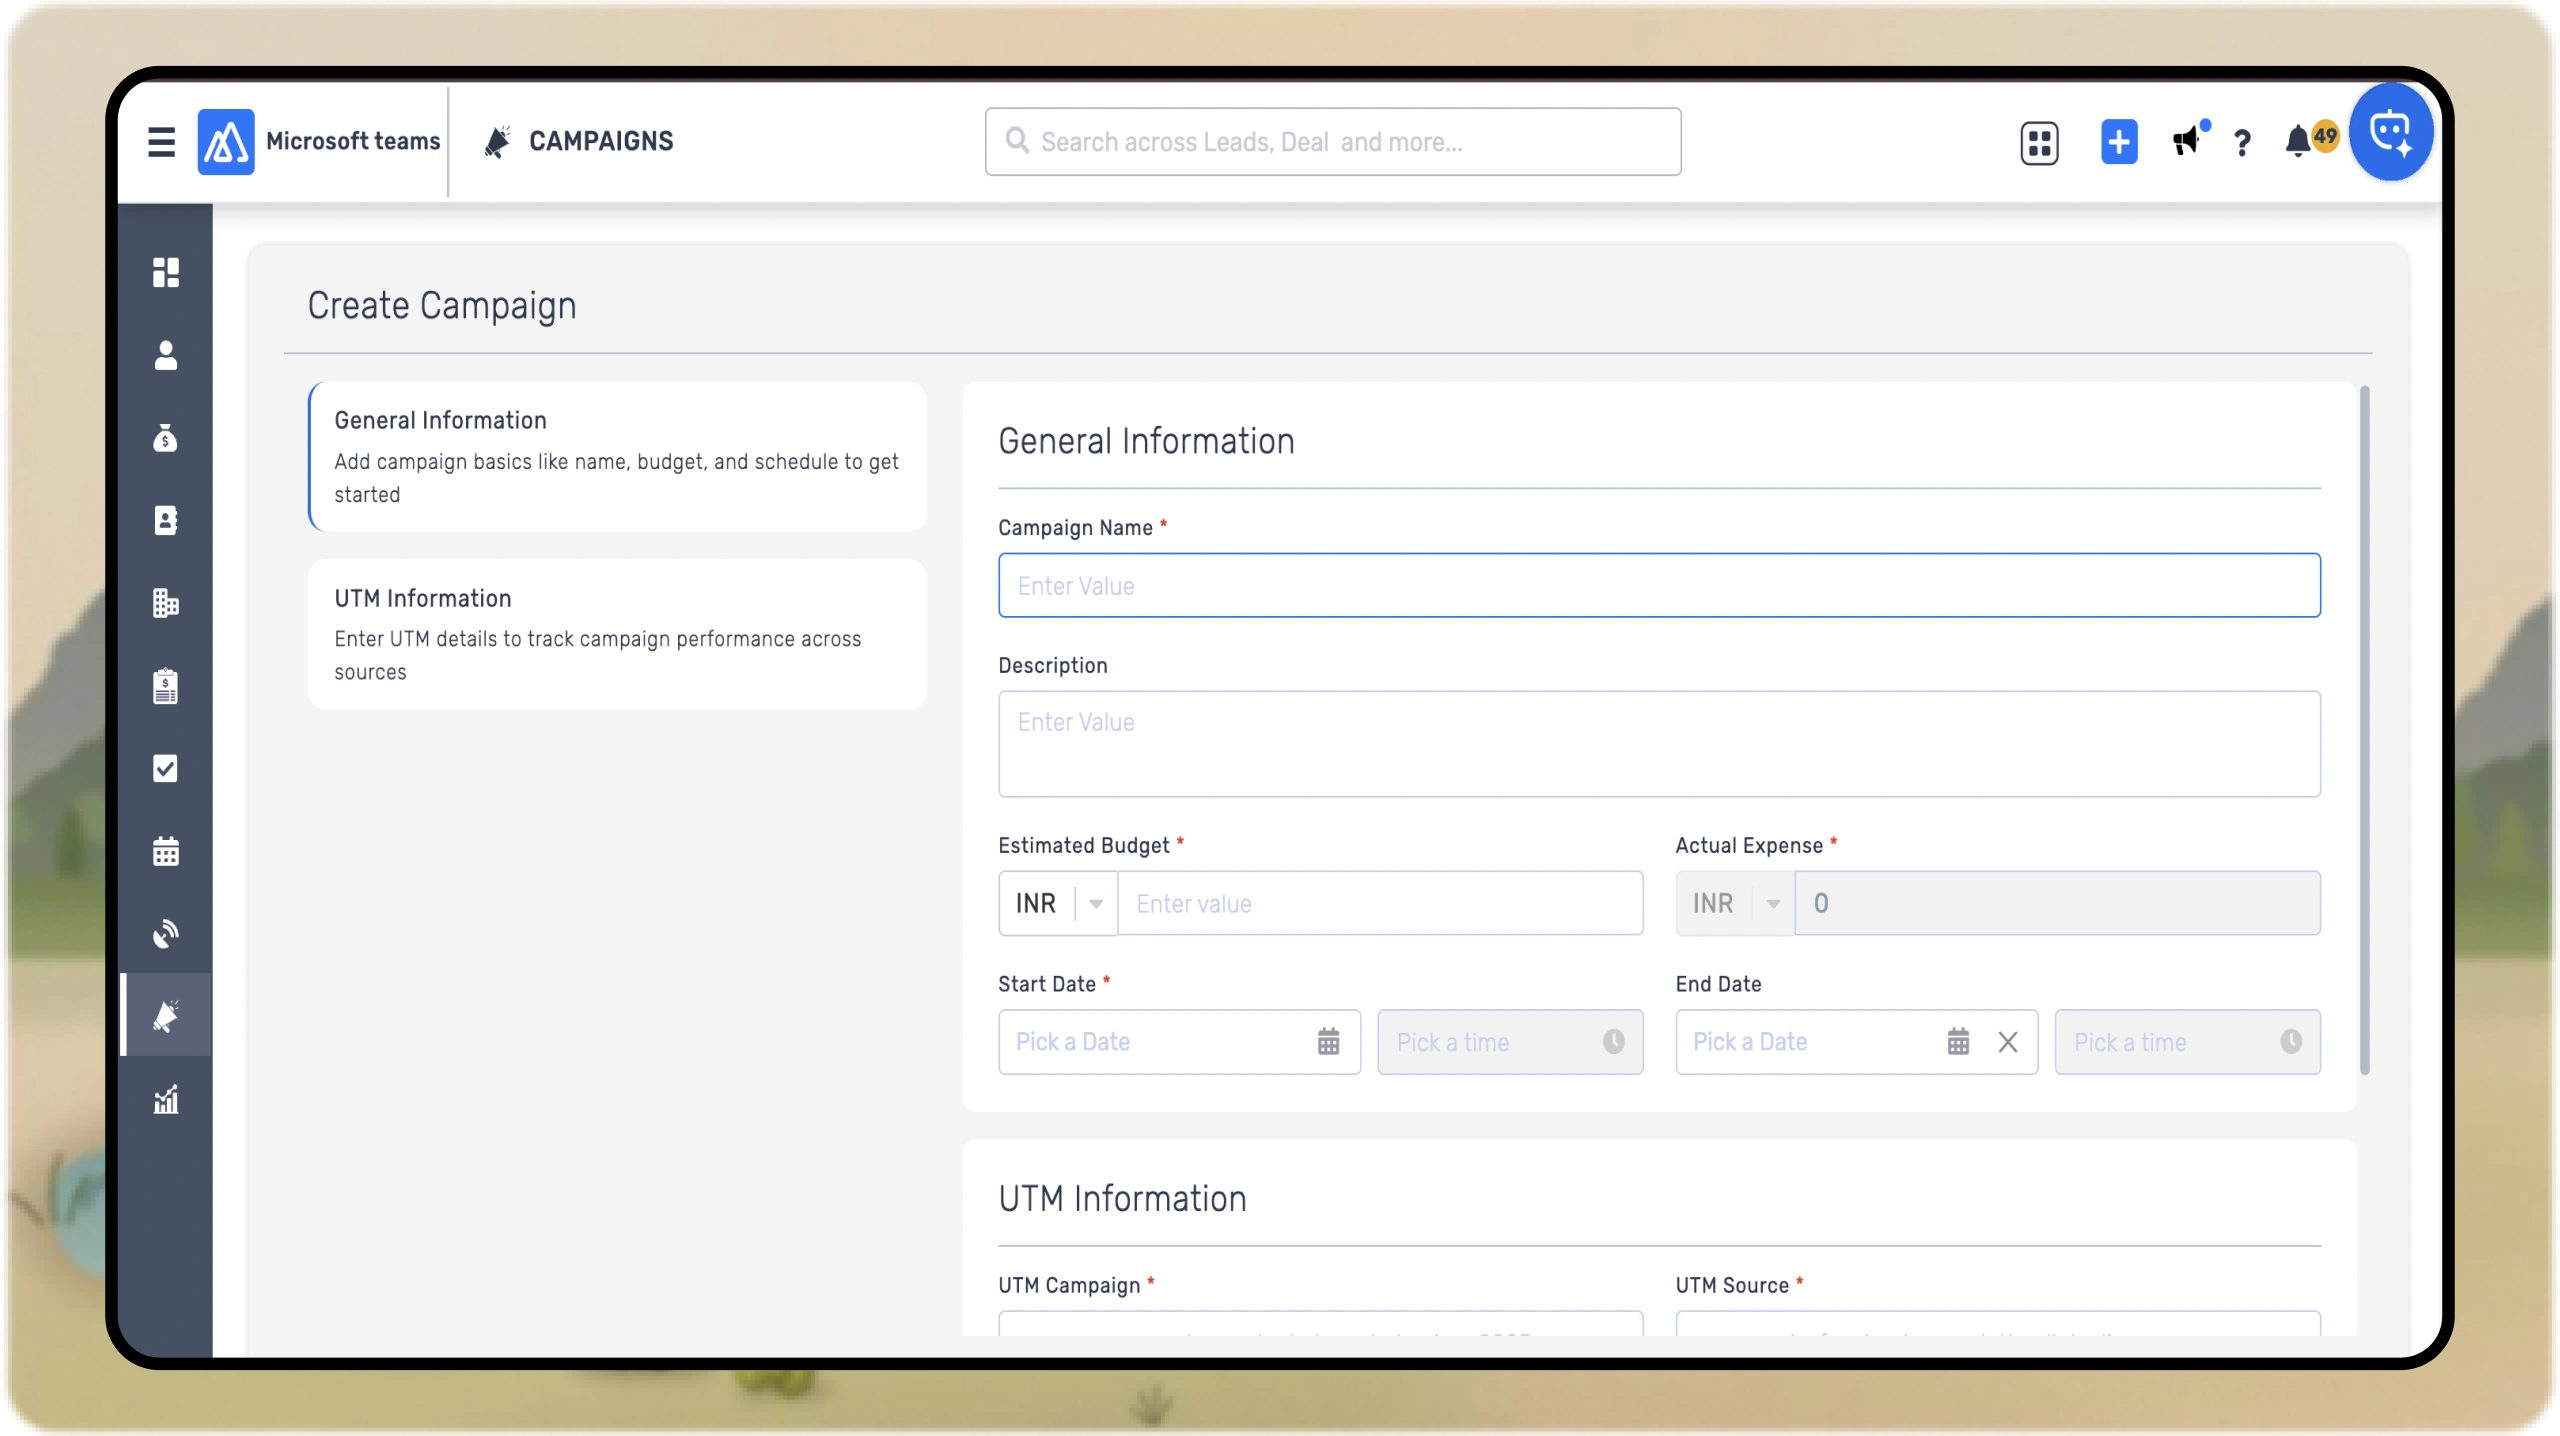 Microsoft teams
CAMPAIGNS
Search across Leads, Deal and more...
?
49
Create Campaign
General Information
Add campaign basics like name, budget, and schedule to get
started
UTM Information
Enter UTM details to track campaign performance across
sources
General Information
Campaign Name *
Enter Value
Description
Enter Value
Estimated Budget *
Actual Expense *
INR
Enter value
INR
0
Start Date *
End Date
Pick a Date
Pick a time
Pick a Date
Pick a time
UTM Information
UTM Campaign *
UTM Source *